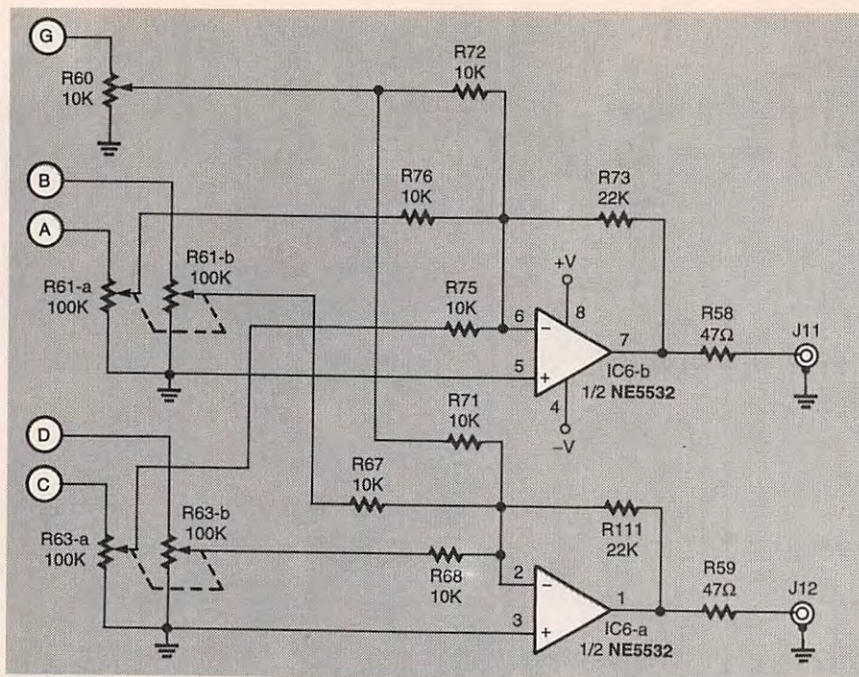 G
R60
10K
R72
10K
B
R76
10K
R73
22K
A
R61-a
100K
R61-b
100K
R75
10K
+V
8
6
−
7
R58
47Ω
J11
5
+
IC6-b
1/2 NE5532
4
−V
R71
10K
D
R67
10K
C
R63-a
100K
R63-b
100K
R111
22K
R68
10K
2
−
1
R59
47Ω
J12
3
+
IC6-a
1/2 NE5532